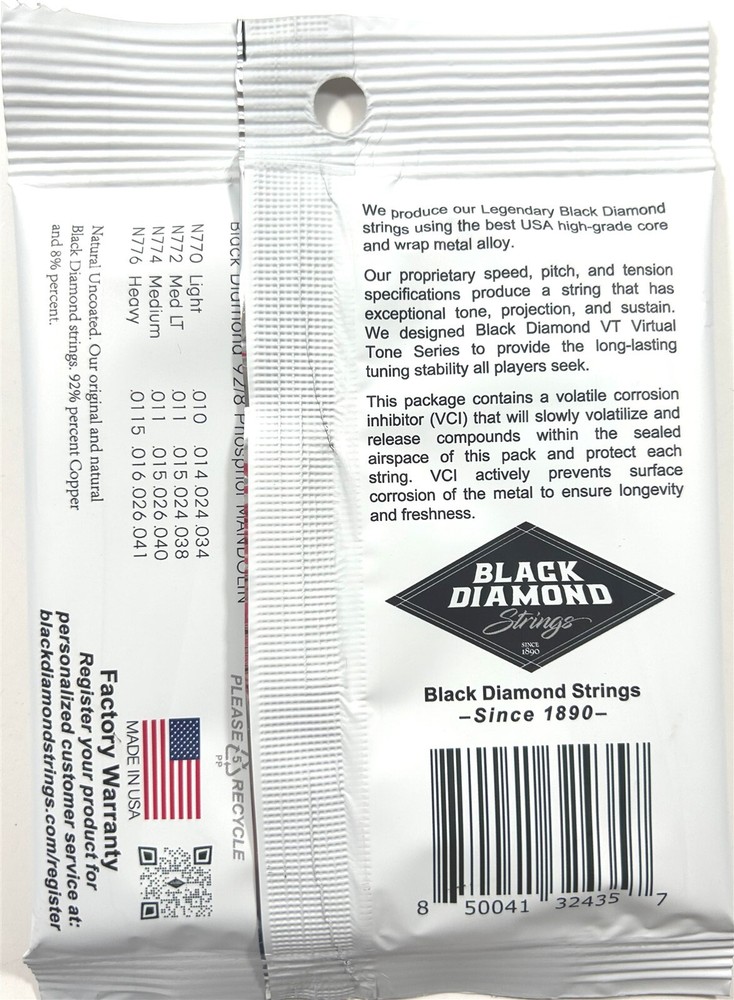 We produce our Legendary Black Diamond
strings using the best USA high-grade core
and wrap metal alloy.
Our proprietary speed, pitch, and tension
specifications produce a string that has
exceptional tone, projection, and sustain.
We designed Black Diamond VT Virtual
Tone Series to provide the long-lasting
tuning stability all players seek.
This package contains a volatile corrosion
inhibitor (VCI) that will slowly volatilize and
release compounds within the sealed
airspace of this pack and protect each
string. VCI actively prevents surface
corrosion of the metal to ensure longevity
and freshness.
BLACK
DIAMOND
Strings
SINCE
1890
Black Diamond Strings
–Since 1890–
8 50041 32435 7
Black Diamond 92/8 Phosphor MANDOLIN
N770 Light .010 .014 .024 .034
N772 Med LT .011 .015 .024 .038
N774 Medium .011 .015 .026 .040
N776 Heavy .0115 .016 .026 .041
Natural Uncoated. Our original and natural
Black Diamond strings. 92% percent Copper
and 8% percent.
PLEASE RECYCLE
5
PP
MADE IN USA
Factory Warranty
Register your product for
personalized customer service at:
blackdiamondstrings.com/register